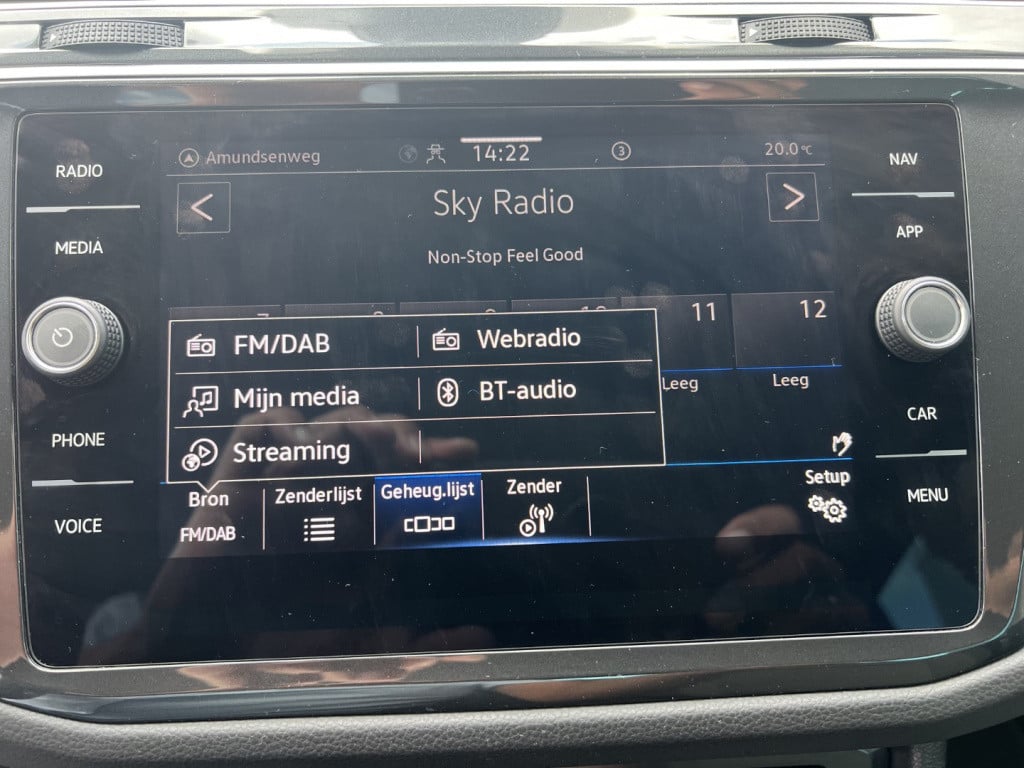 RADIO
MEDIA
PHONE
VOICE
Amundsenweg
14:22
3
20.0°C
<
Sky Radio
>
Non-Stop Feel Good
11
12
Leeg
Leeg
FM/DAB
Webradio
Mijn media
BT-audio
Streaming
Bron
FM/DAB
Zenderlijst
Geheug.lijst
Zender
Setup
NAV
APP
CAR
MENU